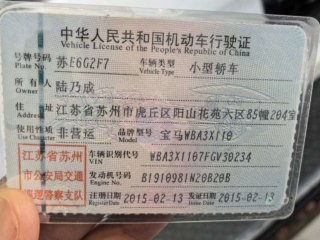 中华人民共和国机动车行驶证
Vehicle License of the People's Republic of China
号牌号码 苏E6G2F7 车辆类型 小型轿车
Plate No. Vehicle Type
所有人 陆乃成
Owner
住址 江苏省苏州市虎丘区阳山花苑六区85幢204室
Address
使用性质 非营运 品牌型号 宝马WBA3X110
Use Character Model
江苏省苏州 车辆识别代号 WBA3X1107FGV30234
VIN
市公安局交通 发动机号码 B1910981N20B20B
Engine No.
巡逻警察支队 注册日期 2015-02-13 发证日期 2015-02-13
Register Date Issue Date